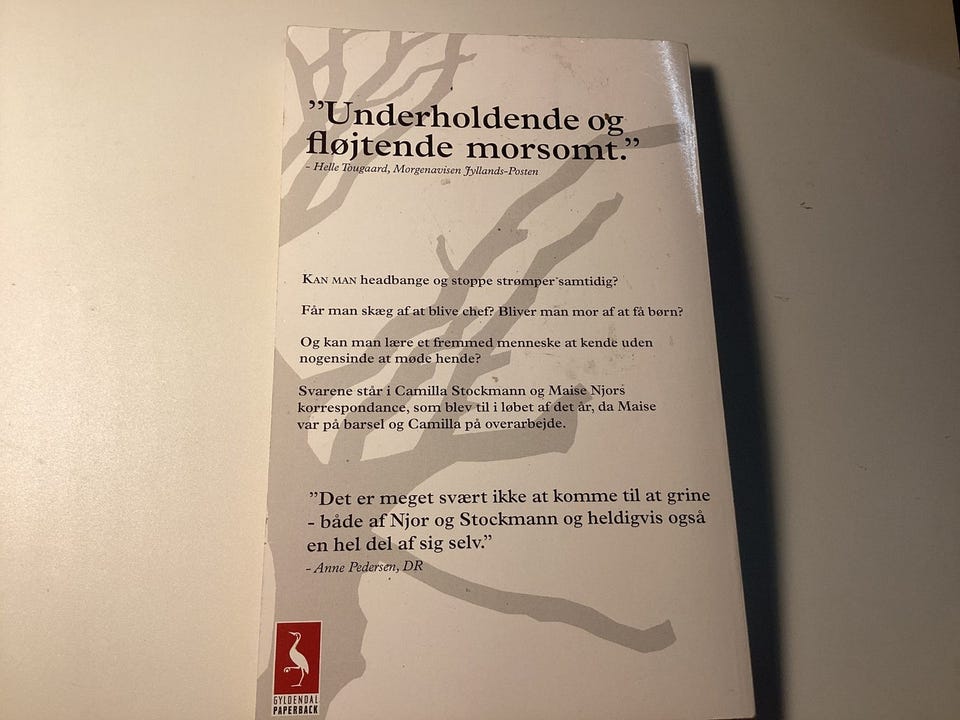 ”Underholdende og
fløjtende morsomt.”
- Helle Tougaard, Morgenavisen Jyllands-Posten
KAN MAN headbange og stoppe strømper samtidig?
Får man skæg af at blive chef? Bliver man mor af at få børn?
Og kan man lære et fremmed menneske at kende uden
nogensinde at møde hende?
Svarene står i Camilla Stockmann og Maise Njors
korrespondance, som blev til i løbet af det år, da Maise
var på barsel og Camilla på overarbejde.
”Det er meget svært ikke at komme til at grine
- både af Njor og Stockmann og heldigvis også
en hel del af sig selv.”
- Anne Pedersen, DR
GYLDENDAL
PAPERBACK